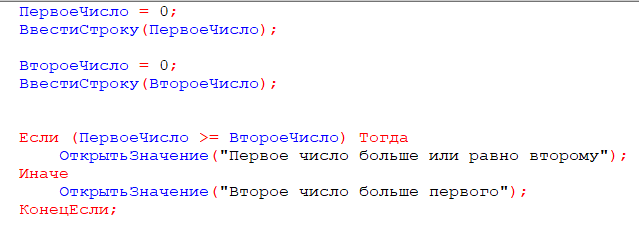 ПервоеЧисло = 0;
ВвестиСтроку(ПервоеЧисло);
ВтороеЧисло = 0;
ВвестиСтроку(ВтороеЧисло);
Если (ПервоеЧисло >= ВтороеЧисло) Тогда
ОткрытьЗначение("Первое число больше или равно второму");
Иначе
ОткрытьЗначение("Второе число больше первого");
КонецЕсли;